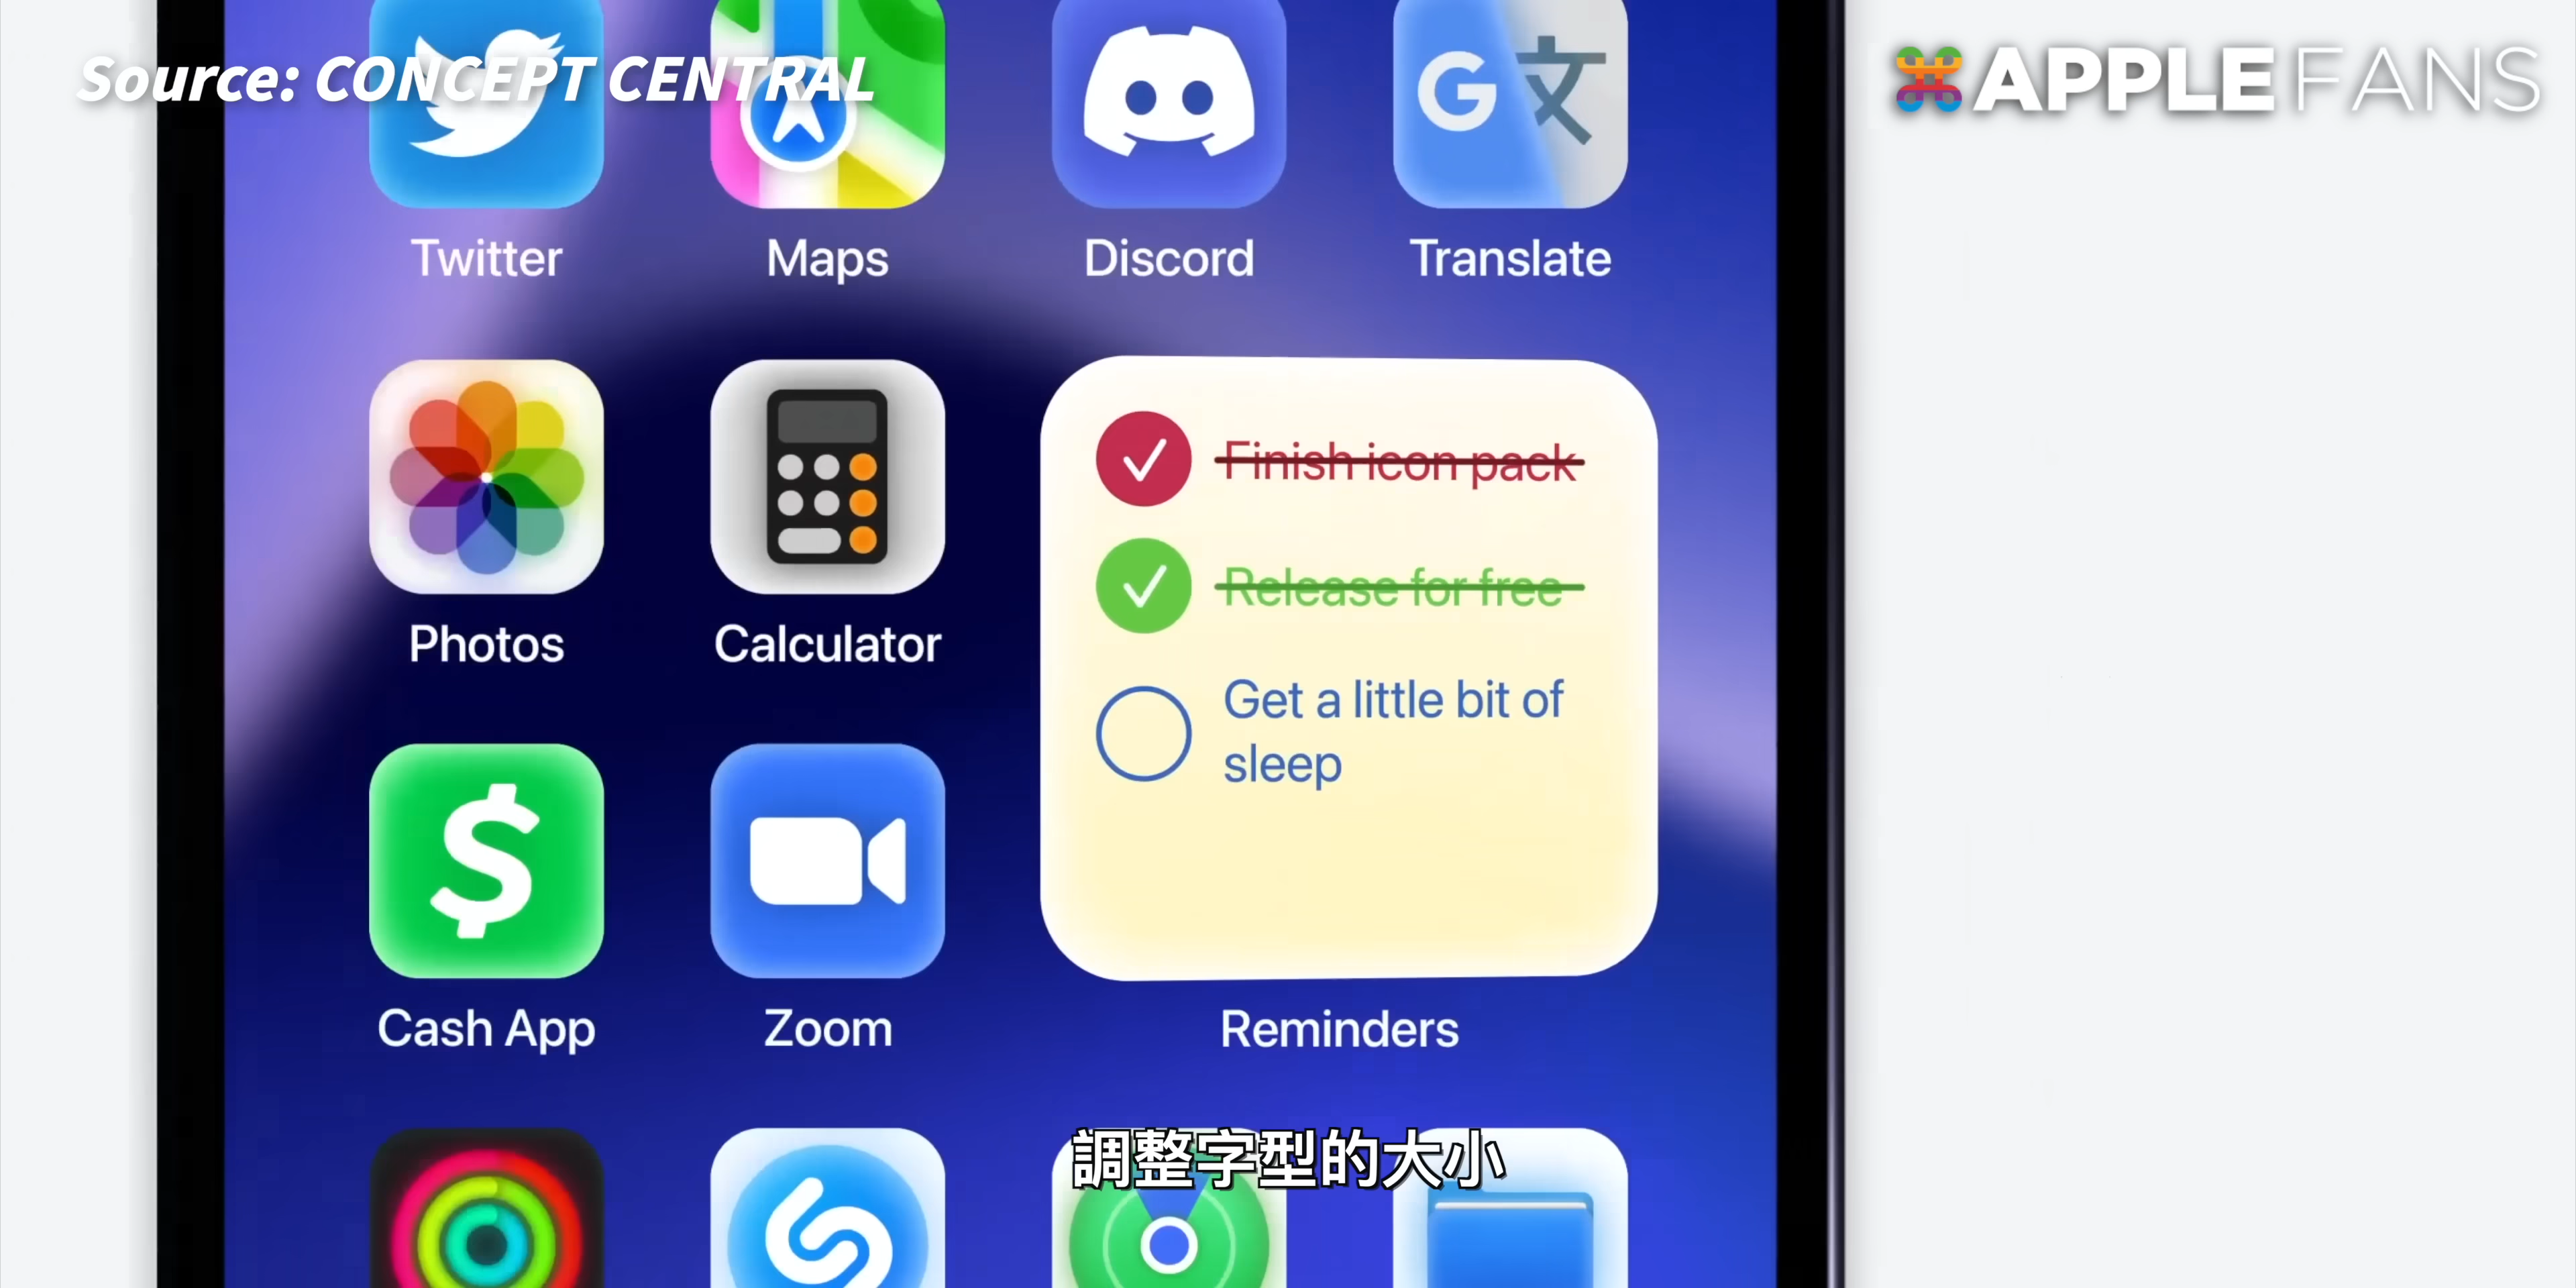 Source: CONCEPT CENTRAL
APPLEFANS
G文
Twitter
Maps
Discord
Translate
Finish icon pack
Release for free
Get a little bit of
sleep
Photos
Calculator
$
Cash App
Zoom
Reminders
調整字型的大小